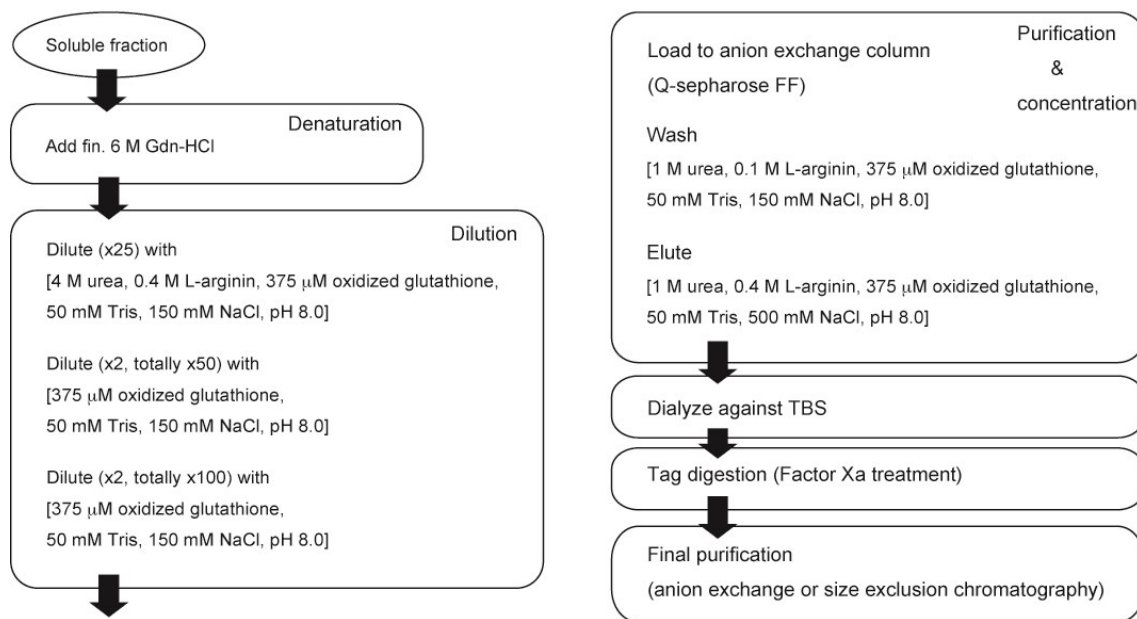 Soluble fraction
Denaturation
Add fin. 6 M Gdn-HCl
Dilution
Dilute (x25) with
[4 M urea, 0.4 M L-arginin, 375 μM oxidized glutathione,
50 mM Tris, 150 mM NaCl, pH 8.0]
Dilute (x2, totally x50) with
[375 μM oxidized glutathione,
50 mM Tris, 150 mM NaCl, pH 8.0]
Dilute (x2, totally x100) with
[375 μM oxidized glutathione,
50 mM Tris, 150 mM NaCl, pH 8.0]
Purification
&
concentration
Load to anion exchange column
(Q-sepharose FF)
Wash
[1 M urea, 0.1 M L-arginin, 375 μM oxidized glutathione,
50 mM Tris, 150 mM NaCl, pH 8.0]
Elute
[1 M urea, 0.4 M L-arginin, 375 μM oxidized glutathione,
50 mM Tris, 500 mM NaCl, pH 8.0]
Dialyze against TBS
Tag digestion (Factor Xa treatment)
Final purification
(anion exchange or size exclusion chromatography)